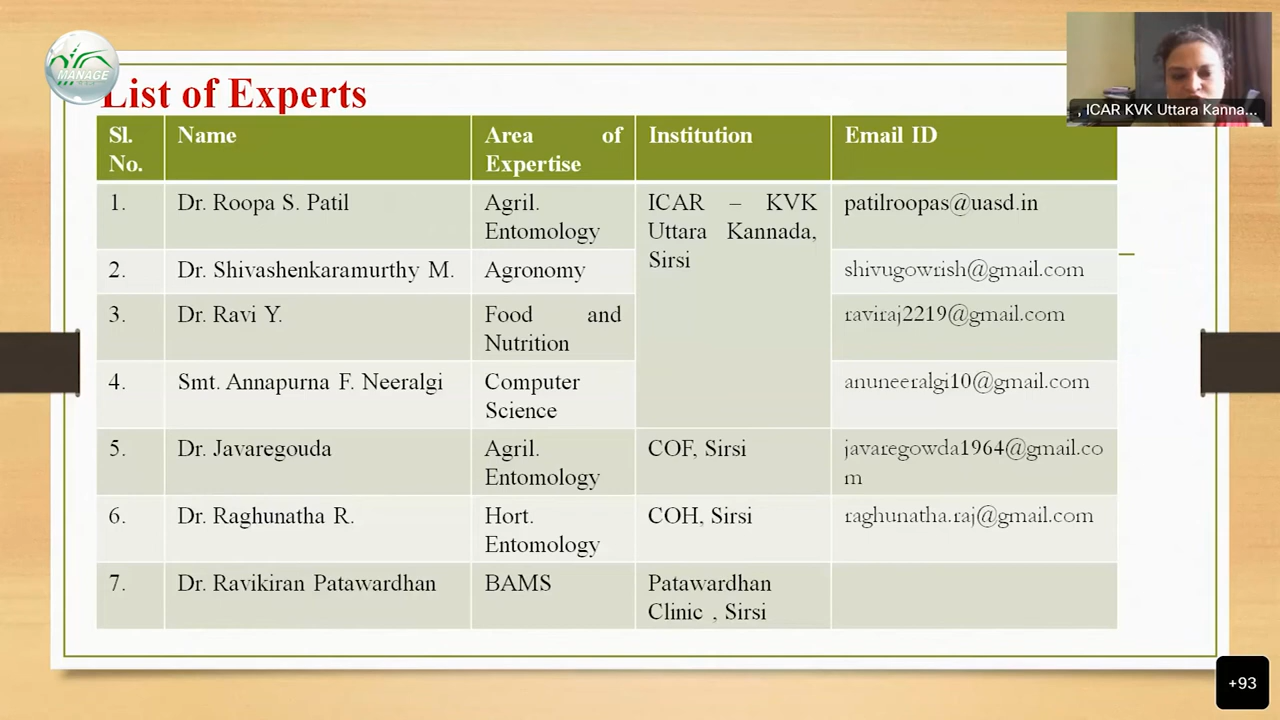 MANAGE
List of Experts
, ICAR KVK Uttara Kanna...
Sl. No. Name Area of Expertise Institution Email ID
1. Dr. Roopa S. Patil Agril. Entomology ICAR – KVK Uttara Kannada, Sirsi patilroopas@uasd.in
2. Dr. Shivashenkaramurthy M. Agronomy shivugowrish@gmail.com
3. Dr. Ravi Y. Food and Nutrition raviraj2219@gmail.com
4. Smt. Annapurna F. Neeralgi Computer Science anuneeralgi10@gmail.com
5. Dr. Javaregouda Agril. Entomology COF, Sirsi javaregowda1964@gmail.com
6. Dr. Raghunatha R. Hort. Entomology COH, Sirsi raghunatha.raj@gmail.com
7. Dr. Ravikiran Patawardhan BAMS Patawardhan Clinic , Sirsi
+93